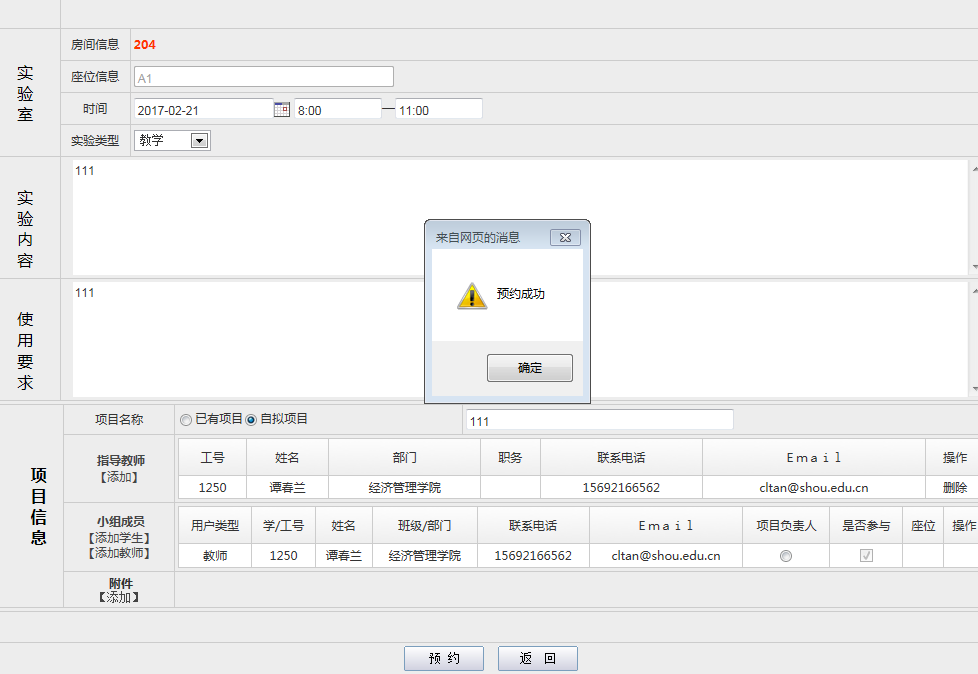 实验室
房间信息 204
座位信息 A1
时间 2017-02-21 8:00 — 11:00
实验类型 教学
实验内容
111
来自网页的消息
预约成功
确定
使用要求
111
项目信息
项目名称 已有项目 自拟项目 111
指导教师
【添加】
工号 姓名 部门 职务 联系电话 Email 操作
1250 谭春兰 经济管理学院 15692166562 cltan@shou.edu.cn 删除
小组成员
【添加学生】
【添加教师】
用户类型 学/工号 姓名 班级/部门 联系电话 Email 项目负责人 是否参与 座位 操作
教师 1250 谭春兰 经济管理学院 15692166562 cltan@shou.edu.cn
附件
【添加】
预 约 返 回